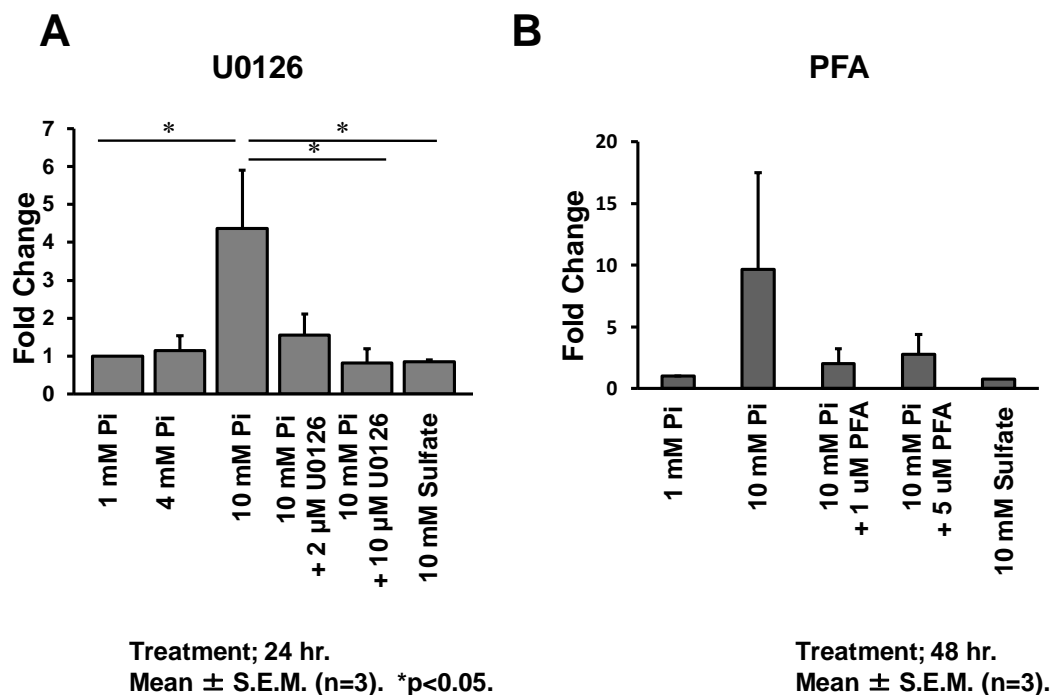 A
U0126
Fold Change
7
6
5
4
3
2
1
0
*
*
*
1 mM Pi
4 mM Pi
10 mM Pi
10 mM Pi
+ 2 μM U0126
10 mM Pi
+ 10 μM U0126
10 mM Sulfate
Treatment; 24 hr.
Mean ± S.E.M. (n=3). *p<0.05.
B
PFA
Fold Change
20
15
10
5
0
1 mM Pi
10 mM Pi
10 mM Pi
+ 1 uM PFA
10 mM Pi
+ 5 uM PFA
10 mM Sulfate
Treatment; 48 hr.
Mean ± S.E.M. (n=3).